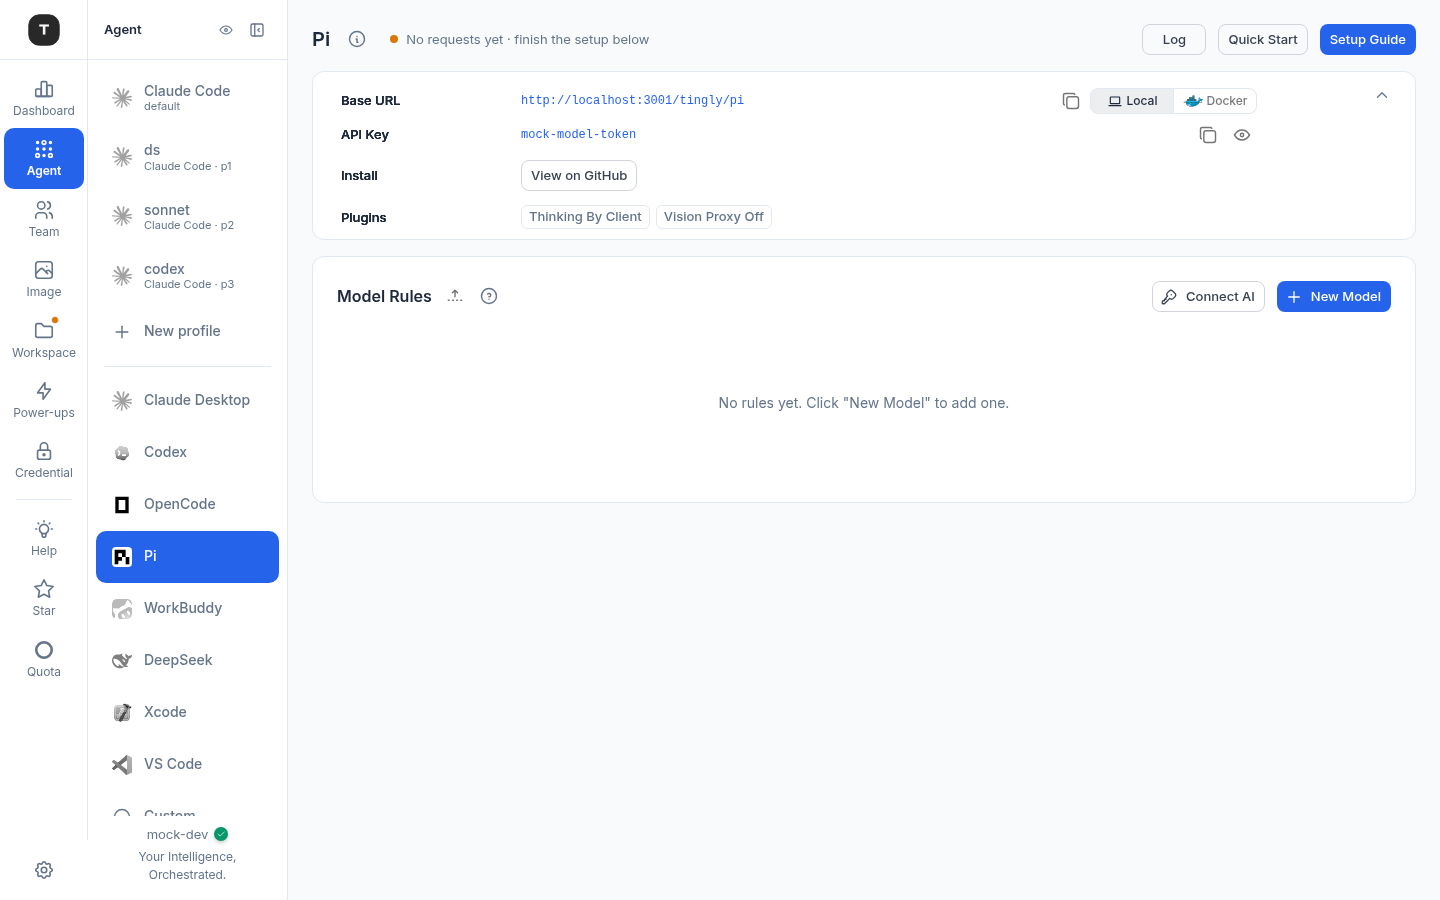 T
Dashboard
Agent
Team
Image
Workspace
Power-ups
Credential
Help
Star
Quota
Agent
Claude Code
default
ds
Claude Code · p1
sonnet
Claude Code · p2
codex
Claude Code · p3
New profile
Claude Desktop
Codex
OpenCode
Pi
WorkBuddy
DeepSeek
Xcode
VS Code
Custom
mock-dev
Your Intelligence,
Orchestrated.
Pi
No requests yet · finish the setup below
Log
Quick Start
Setup Guide
Base URL
http://localhost:3001/tingly/pi
Local
Docker
API Key
mock-model-token
Install
View on GitHub
Plugins
Thinking By Client
Vision Proxy Off
Model Rules
Connect AI
New Model
No rules yet. Click "New Model" to add one.